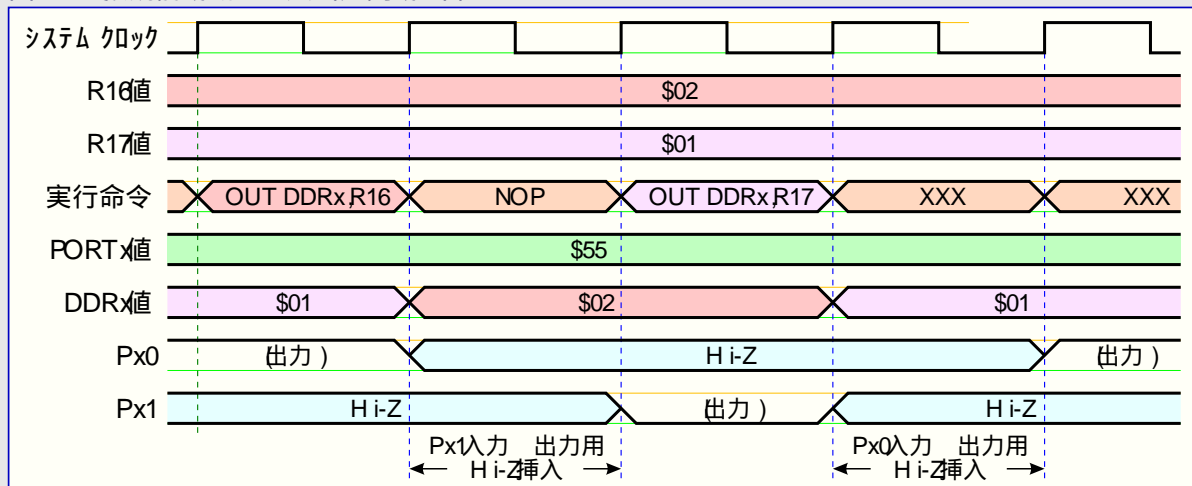 システム クロック
R16値
$02
R17値
$01
実行命令
OUT DDRx,R16
NOP
OUT DDRx,R17
XXX
XXX
PORTx値
$55
DDRx値
$01
$02
$01
Px0
(出力)
Hi-Z
(出力)
Px1
Hi-Z
(出力)
Hi-Z
Px1入力 出力用
Hi-Z挿入
Px0入力 出力用
Hi-Z挿入